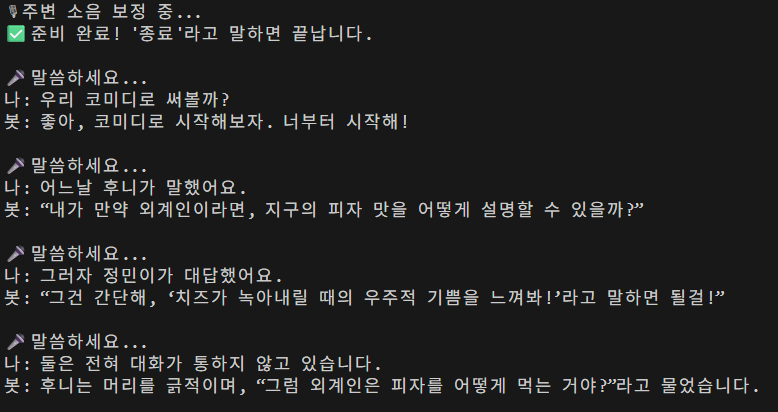 🎙주변 소음 보정 중...
✅ 준비 완료! '종료'라고 말하면 끝납니다.
🎤 말씀하세요...
나: 우리 코미디로 써볼까?
봇: 좋아, 코미디로 시작해보자. 너부터 시작해!
🎤 말씀하세요...
나: 어느날 후니가 말했어요.
봇: “내가 만약 외계인이라면, 지구의 피자 맛을 어떻게 설명할 수 있을까?”
🎤 말씀하세요...
나: 그러자 정민이가 대답했어요.
봇: “그건 간단해, ‘치즈가 녹아내릴 때의 우주적 기쁨을 느껴봐!’라고 말하면 될걸!”
🎤 말씀하세요...
나: 둘은 전혀 대화가 통하지 않고 있습니다.
봇: 후니는 머리를 긁적이며, “그럼 외계인은 피자를 어떻게 먹는 거야?”라고 물었습니다.